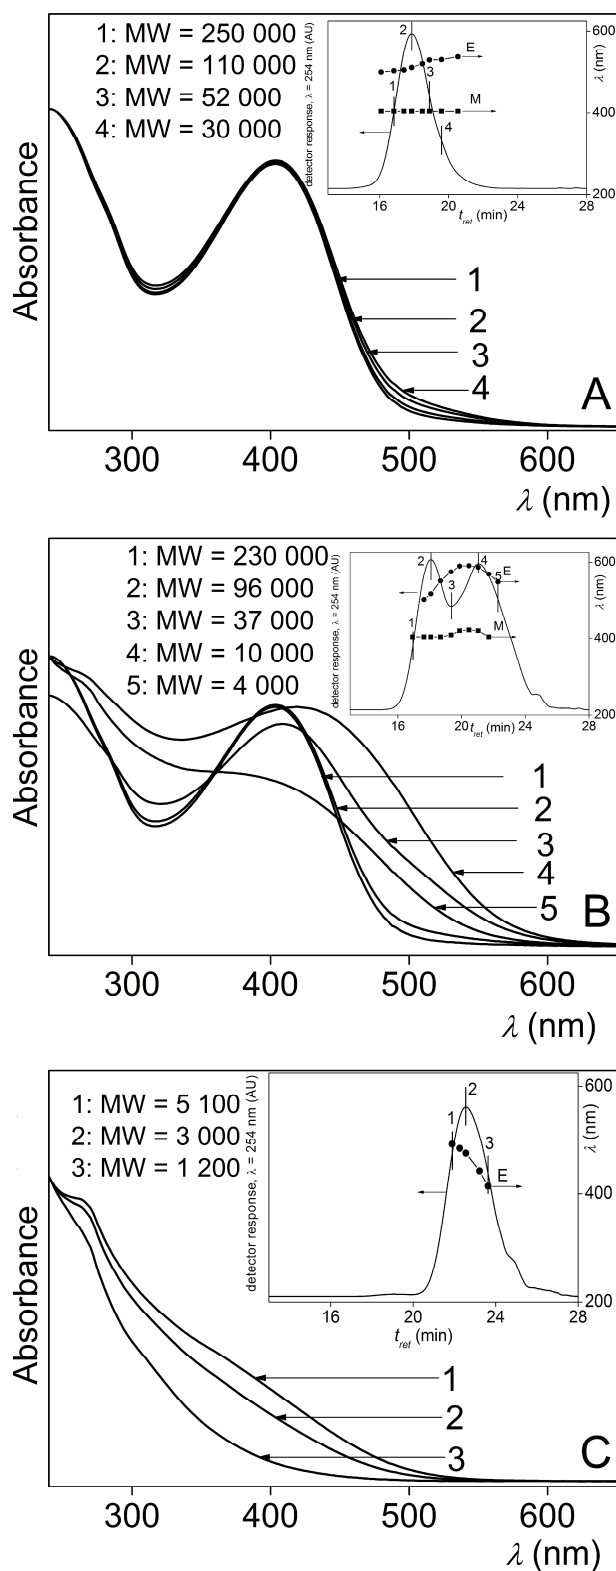 1: MW = 250 000
2: MW = 110 000
3: MW = 52 000
4: MW = 30 000
detector response, λ = 254 nm (AU)
2
1
3
4
E
M
600
400
200
λ (nm)
16 20 24 28
t ret (min)
Absorbance
1
2
3
4
A
300 400 500 600
λ (nm)
1: MW = 230 000
2: MW = 96 000
3: MW = 37 000
4: MW = 10 000
5: MW = 4 000
detector response, λ = 254 nm (AU)
2
4
1
3
5
E
M
600
400
200
λ (nm)
16 20 24 28
t ret (min)
Absorbance
1
2
3
4
5
B
300 400 500 600
λ (nm)
1: MW = 5 100
2: MW = 3 000
3: MW = 1 200
detector response, λ = 254 nm (AU)
2
1
3
E
600
400
200
λ (nm)
16 20 24 28
t ret (min)
Absorbance
1
2
3
C
300 400 500 600
λ (nm)